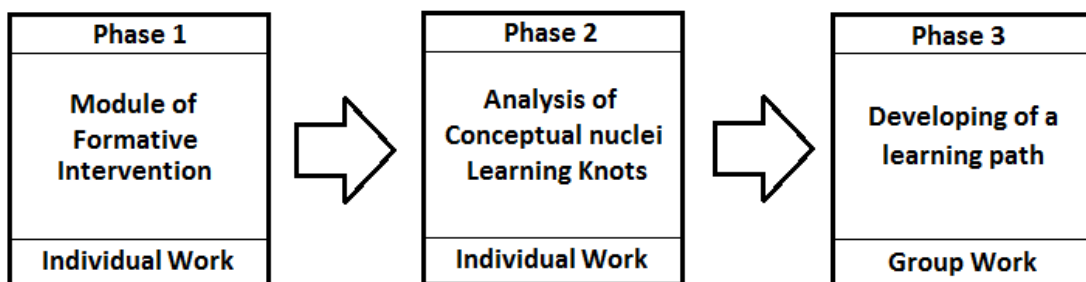 Phase 1
Module of
Formative
Intervention
Individual Work
Phase 2
Analysis of
Conceptual nuclei
Learning Knots
Individual Work
Phase 3
Developing of a
learning path
Group Work